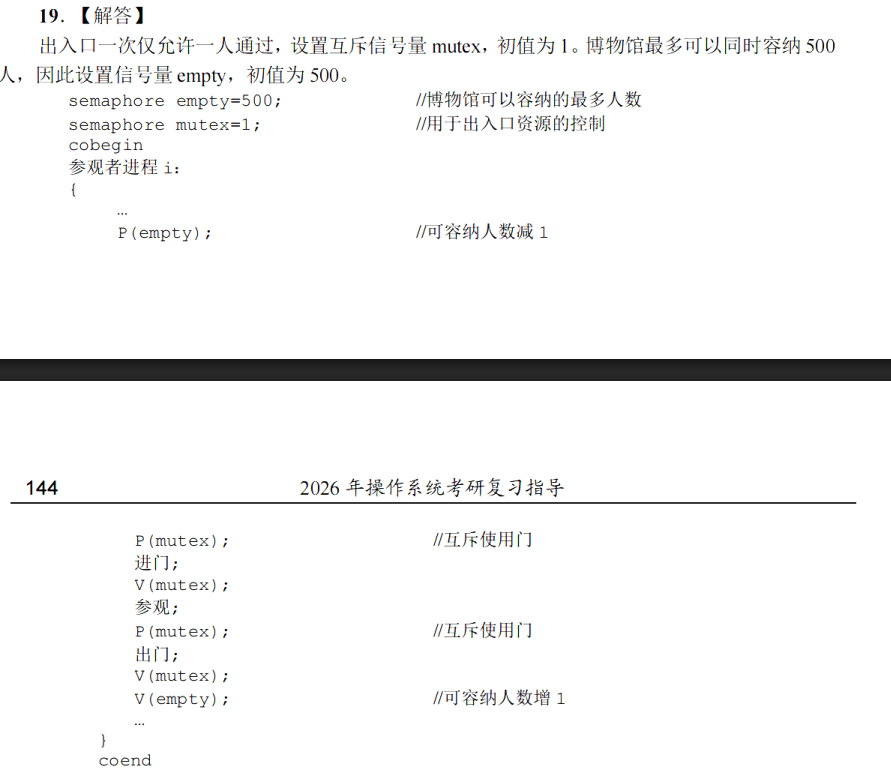 19．【解答】
出入口一次仅允许一人通过，设置互斥信号量 mutex，初值为 1。博物馆最多可以同时容纳 500
人，因此设置信号量 empty，初值为 500。
semaphore empty=500; //博物馆可以容纳的最多人数
semaphore mutex=1; //用于出入口资源的控制
cobegin
参观者进程 i:
{
…
P(empty); //可容纳人数减 1
144 2026 年操作系统考研复习指导
P(mutex); //互斥使用门
进门;
V(mutex);
参观;
P(mutex); //互斥使用门
出门;
V(mutex);
V(empty); //可容纳人数增 1
…
}
coend